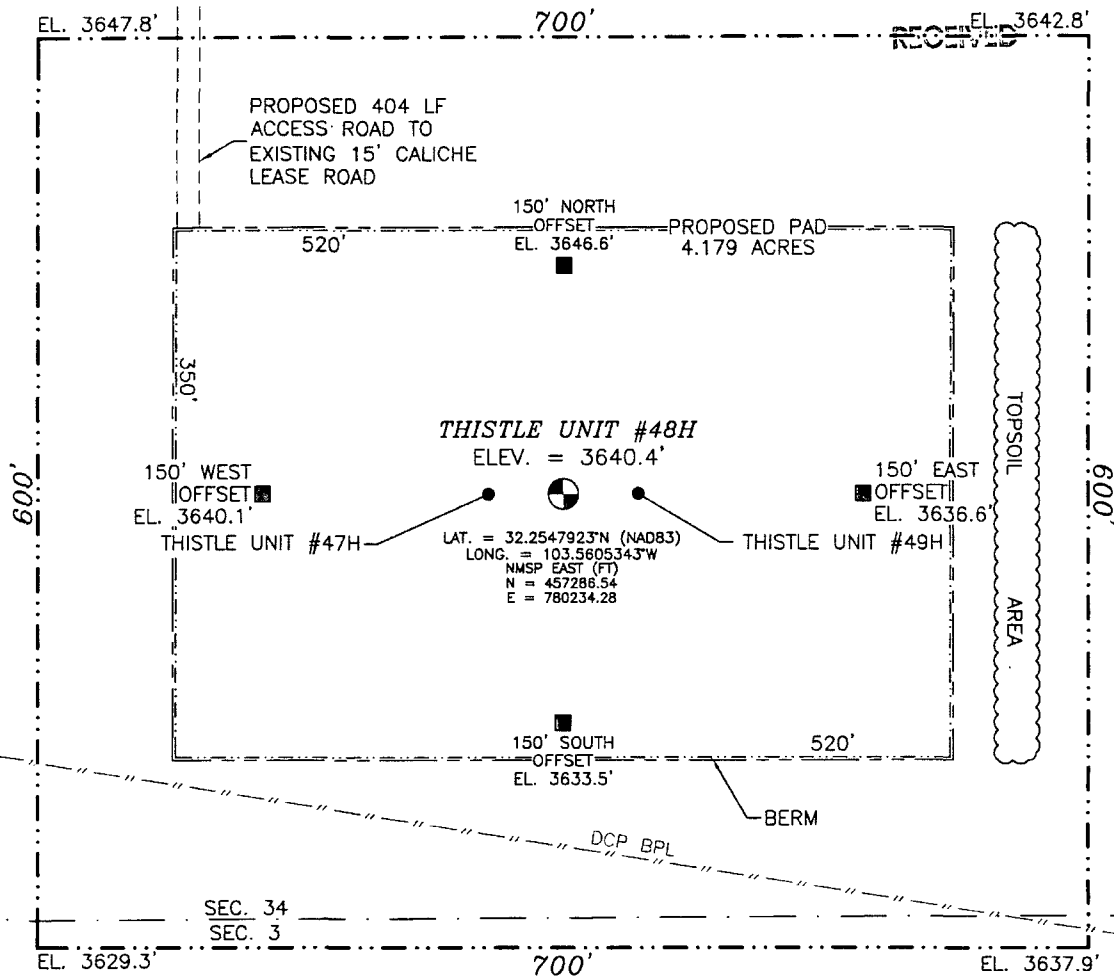 EL. 3647.8'
700'
EL. 3642.8'
RECEIVED
PROPOSED 404 LF
ACCESS ROAD TO
EXISTING 15' CALICHE
LEASE ROAD
150' NORTH
OFFSET
EL. 3646.6'
520'
PROPOSED PAD
4.179 ACRES
350'
TOPSOIL AREA
600'
600'
THISTLE UNIT #48H
ELEV. = 3640.4'
150' WEST
OFFSET
EL. 3640.1'
150' EAST
OFFSET
EL. 3636.6'
THISTLE UNIT #47H
THISTLE UNIT #49H
LAT. = 32.2547923°N (NAD83)
LONG. = 103.5605343°W
NMSP EAST (FT)
N = 457286.54
E = 780234.28
150' SOUTH
OFFSET
EL. 3633.5'
520'
BERM
DCP BPL
SEC. 34
SEC. 3
EL. 3629.3'
700'
EL. 3637.9'